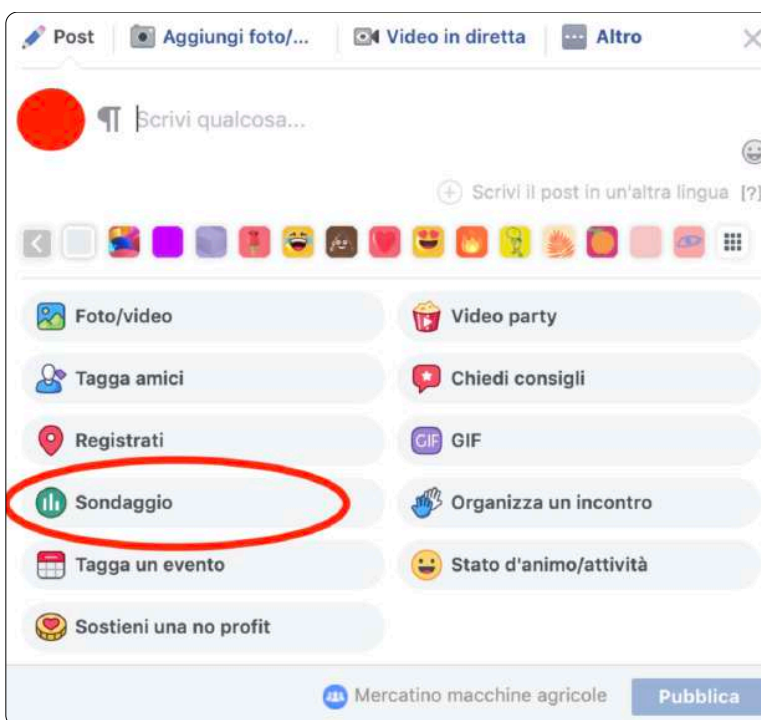 Post Aggiungi foto/... Video in diretta Altro
¶ Scrivi qualcosa...
Scrivi il post in un'altra lingua [?]
Foto/video Video party
Tagga amici Chiedi consigli
Registrati GIF GIF
Sondaggio Organizza un incontro
Tagga un evento Stato d'animo/attività
Sostieni una no profit
Mercatino macchine agricole Pubblica